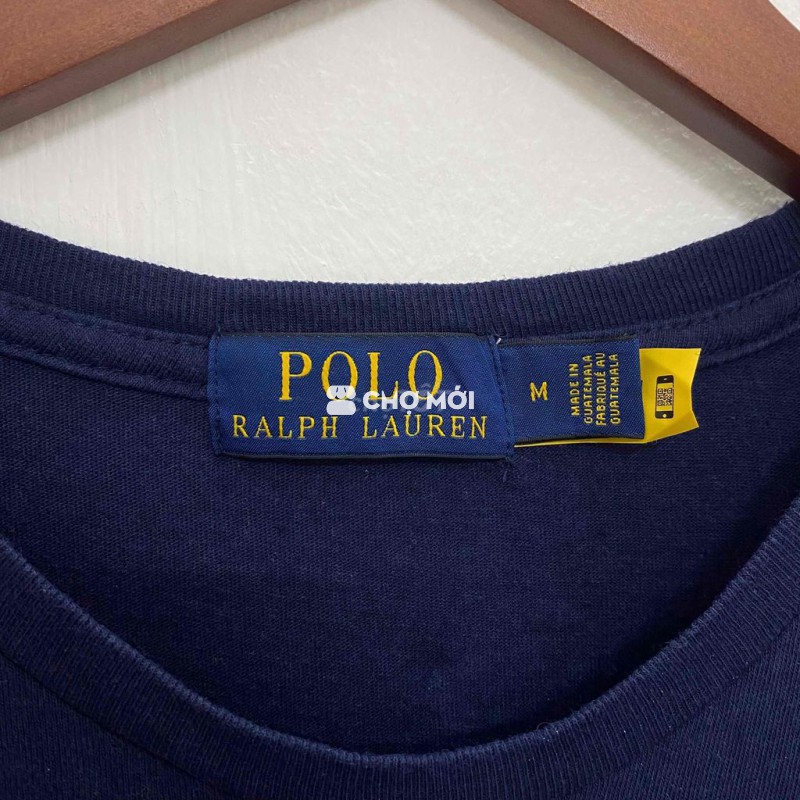 POLO
RALPH LAUREN
CHỢ MỚI
M
MADE IN
GUATEMALA
FABRIQUÉ AU
GUATEMALA